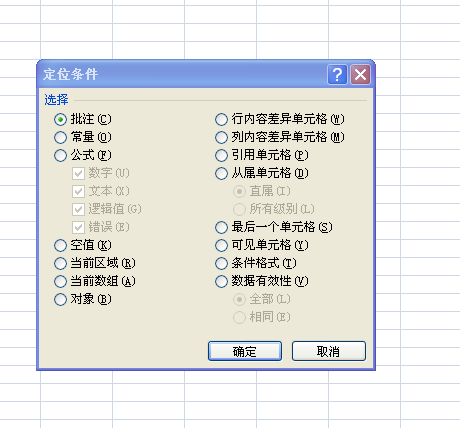 定位条件
选择
批注(C)
常量(O)
公式(F)
数字(U)
文本(X)
逻辑值(G)
错误(E)
空值(K)
当前区域(R)
当前数组(A)
对象(B)
行内容差异单元格(W)
列内容差异单元格(M)
引用单元格(P)
从属单元格(D)
直属(I)
所有级别(L)
最后一个单元格(S)
可见单元格(Y)
条件格式(T)
数据有效性(V)
全部(L)
相同(E)
确定
取消